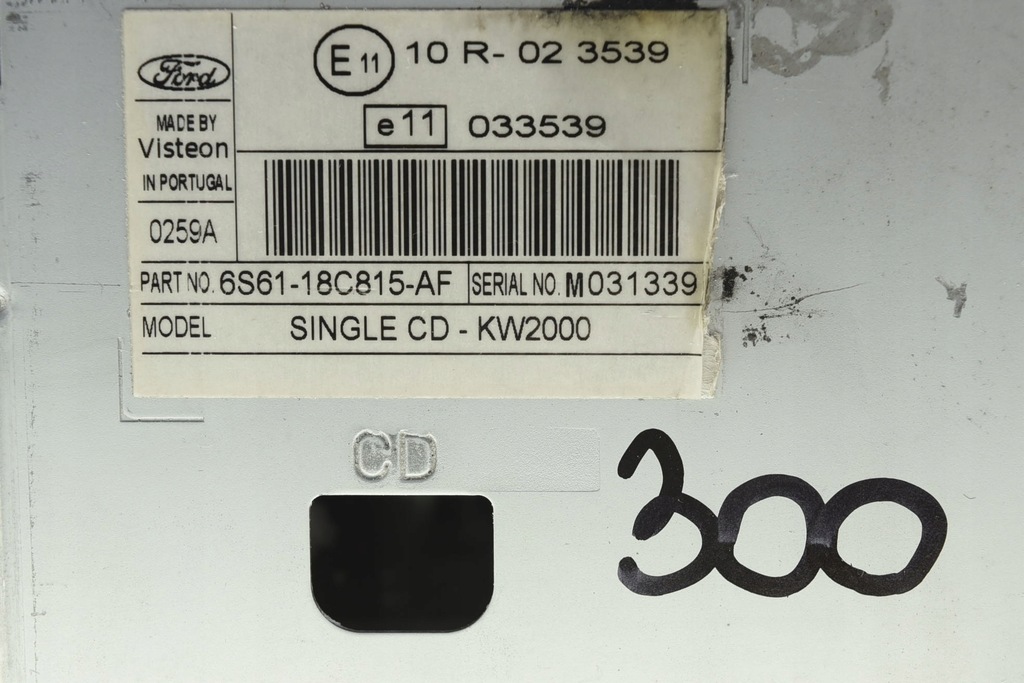 Ford
MADE BY
Visteon
IN PORTUGAL
0259A
E 11 10 R- 02 3539
e11 033539
PART NO. 6S61-18C815-AF SERIAL NO. M031339
MODEL SINGLE CD - KW2000
CD
300